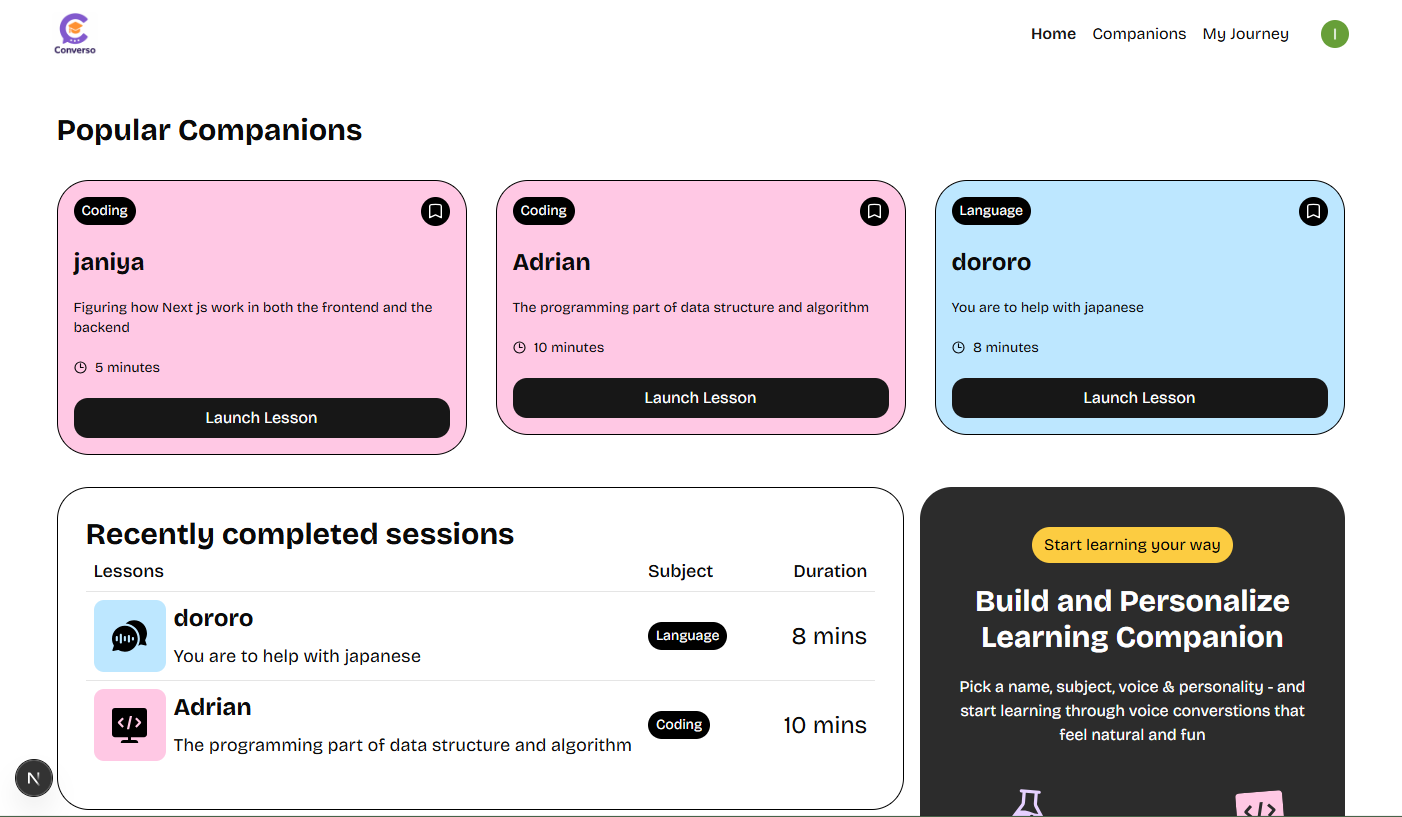 Converso
Home Companions My Journey I
Popular Companions
Coding
janiya
Figuring how Next js work in both the frontend and the
backend
5 minutes
Launch Lesson
Coding
Adrian
The programming part of data structure and algorithm
10 minutes
Launch Lesson
Language
dororo
You are to help with japanese
8 minutes
Launch Lesson
Recently completed sessions
Lessons Subject Duration
dororo
You are to help with japanese
Language
8 mins
Adrian
The programming part of data structure and algorithm
Coding
10 mins
Start learning your way
Build and Personalize
Learning Companion
Pick a name, subject, voice & personality - and
start learning through voice converstions that
feel natural and fun
</>
N